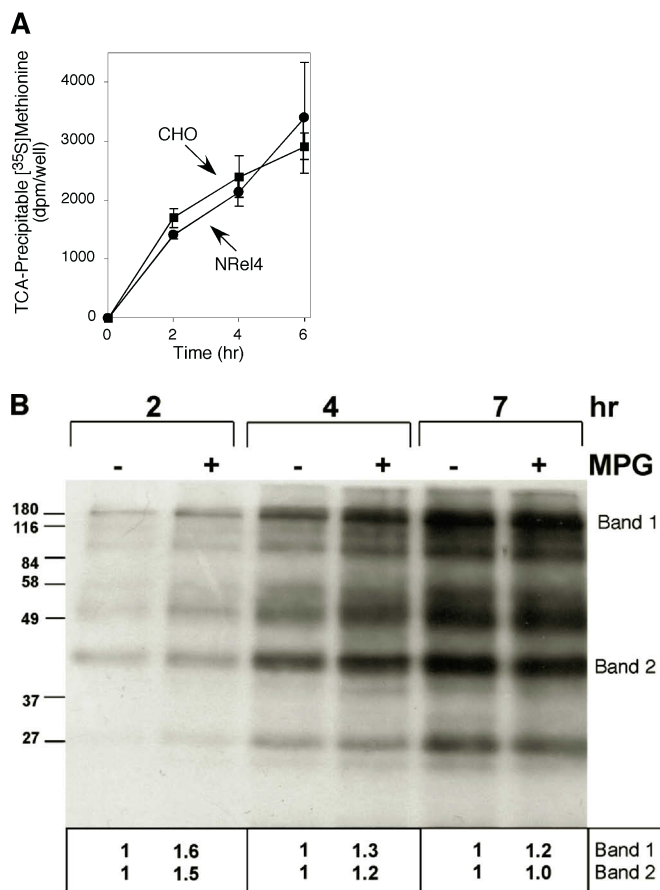 A
TCA-Precipitable [35S]Methionine
(dpm/well)
4000
3000
2000
1000
0
CHO
NRel4
0 2 4 6
Time (hr)
B
2 4 7 hr
- + - + - + MPG
180
116
84
58
49
37
27
Band 1
Band 2
1 1.6 1 1.3 1 1.2 Band 1
1 1.5 1 1.2 1 1.0 Band 2